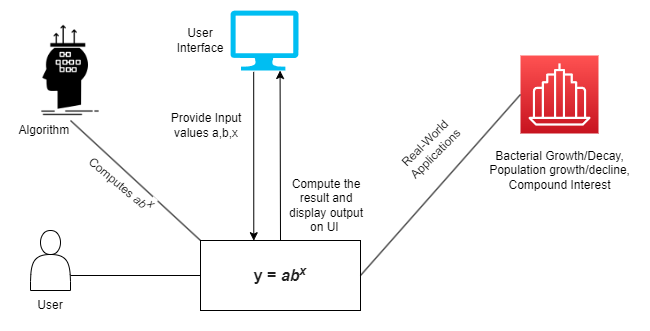 User
Interface
Algorithm
Provide Input
values a,b,x
Real-World
Applications
Bacterial Growth/Decay,
Population growth/decline,
Compound Interest
Computes ab^x
Compute the
result and
display output
on UI
y = ab^x
User